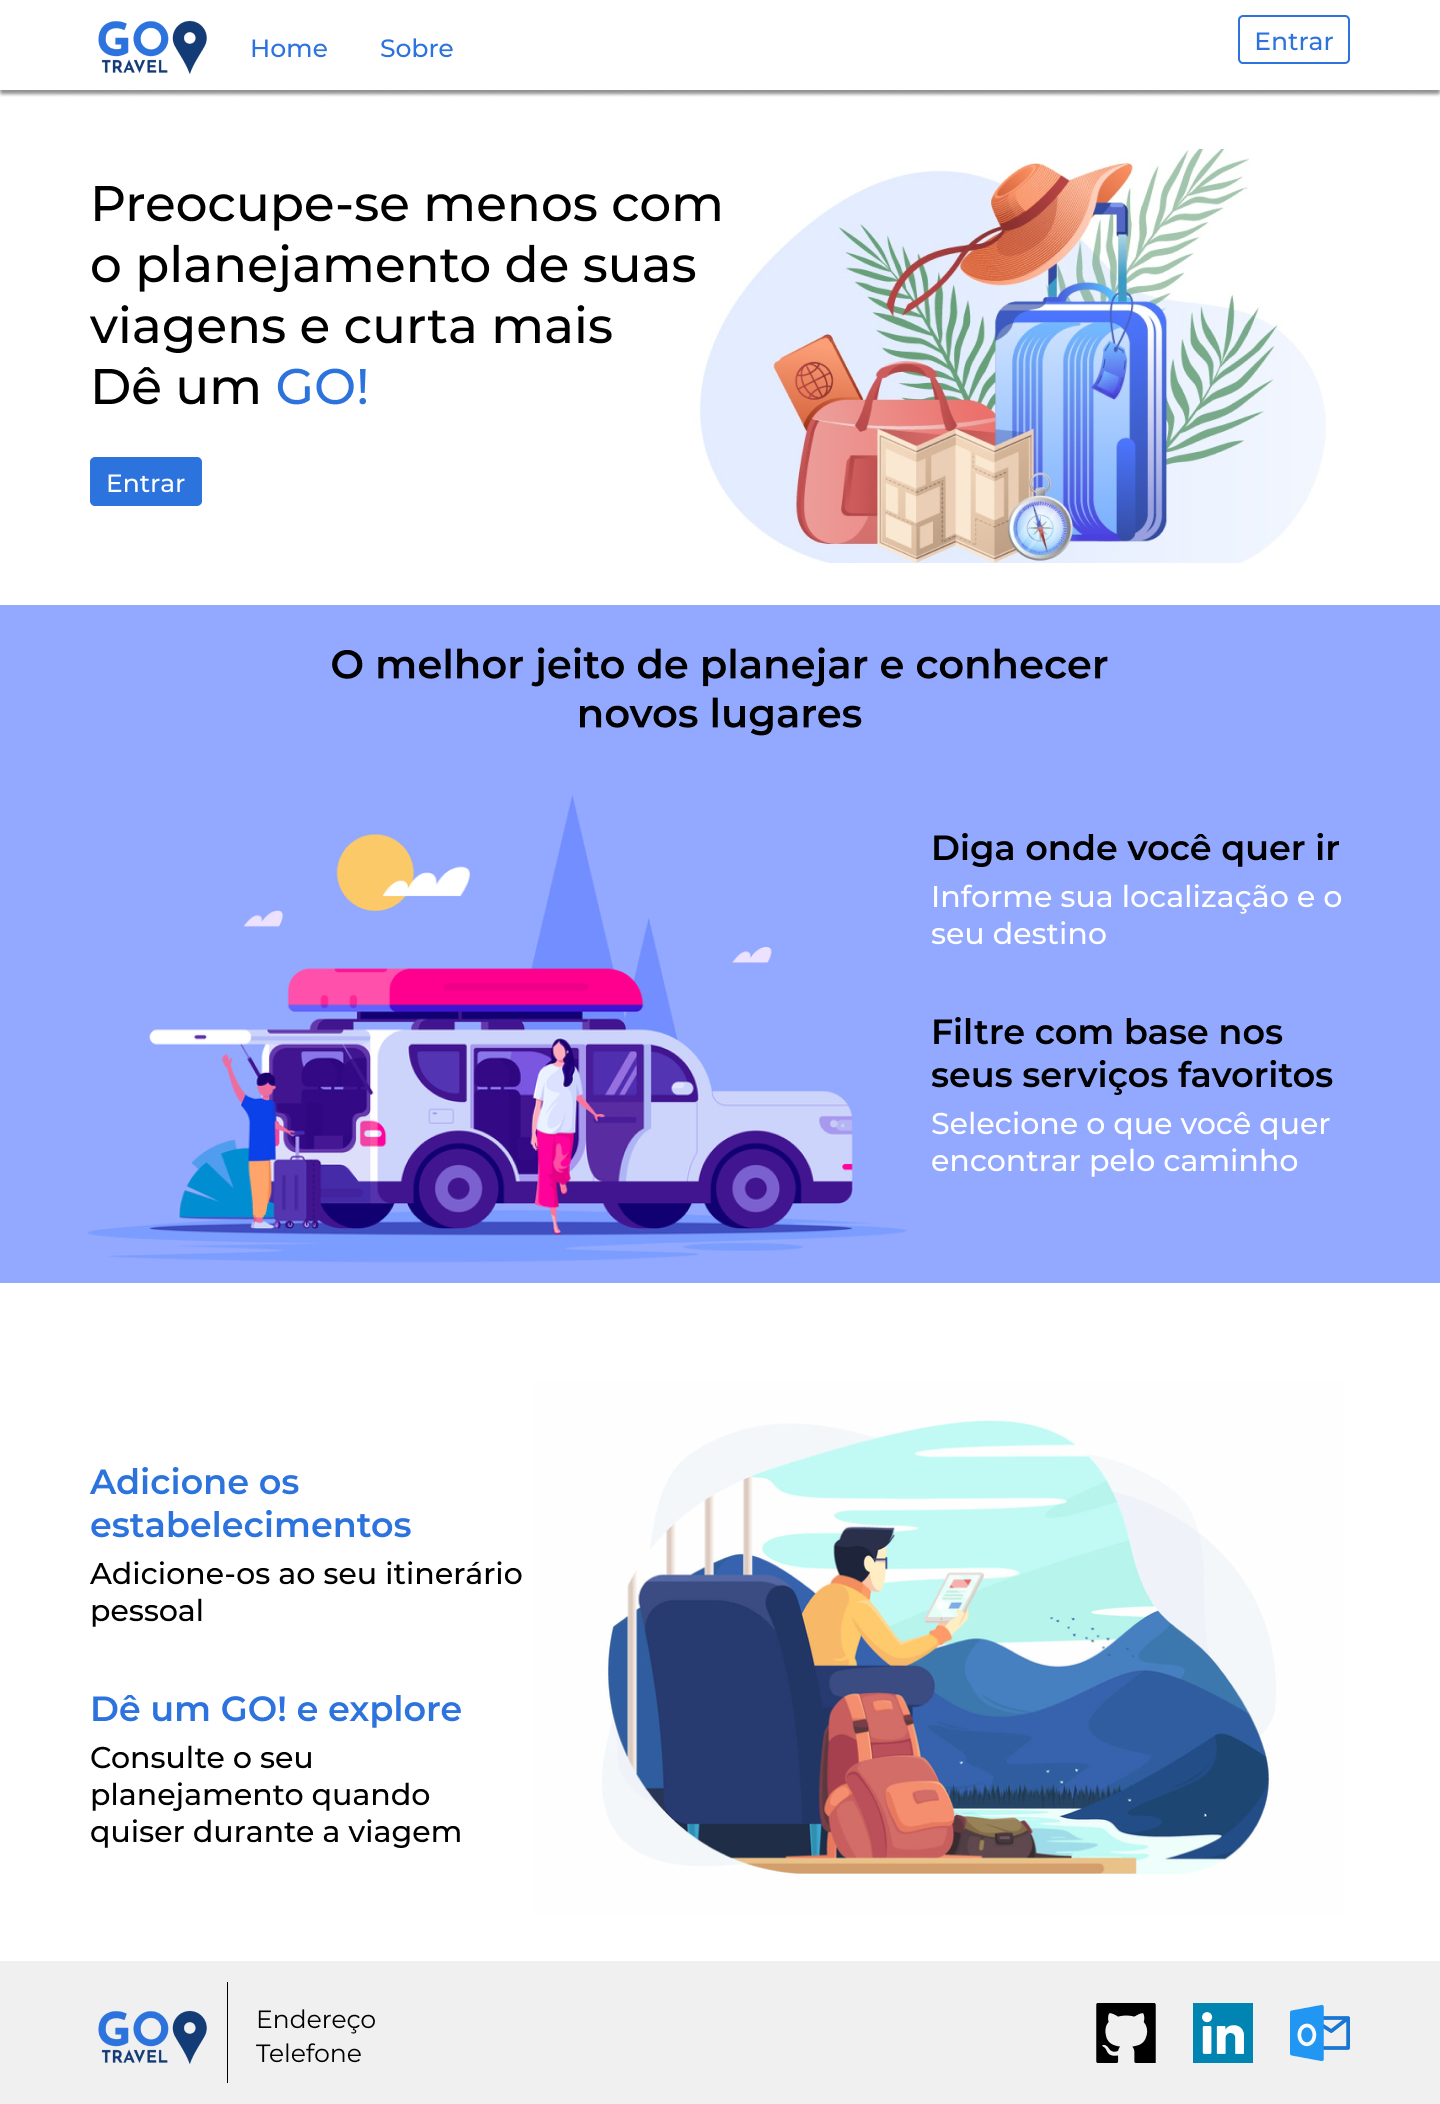 GO
TRAVEL
Home
Sobre
Entrar
Preocupe-se menos com
o planejamento de suas
viagens e curta mais
Dê um GO!
Entrar
O melhor jeito de planejar e conhecer
novos lugares
Diga onde você quer ir
Informe sua localização e o
seu destino
Filtre com base nos
seus serviços favoritos
Selecione o que você quer
encontrar pelo caminho
Adicione os
estabelecimentos
Adicione-os ao seu itinerário
pessoal
Dê um GO! e explore
Consulte o seu
planejamento quando
quiser durante a viagem
GO
TRAVEL
Endereço
Telefone
in
O